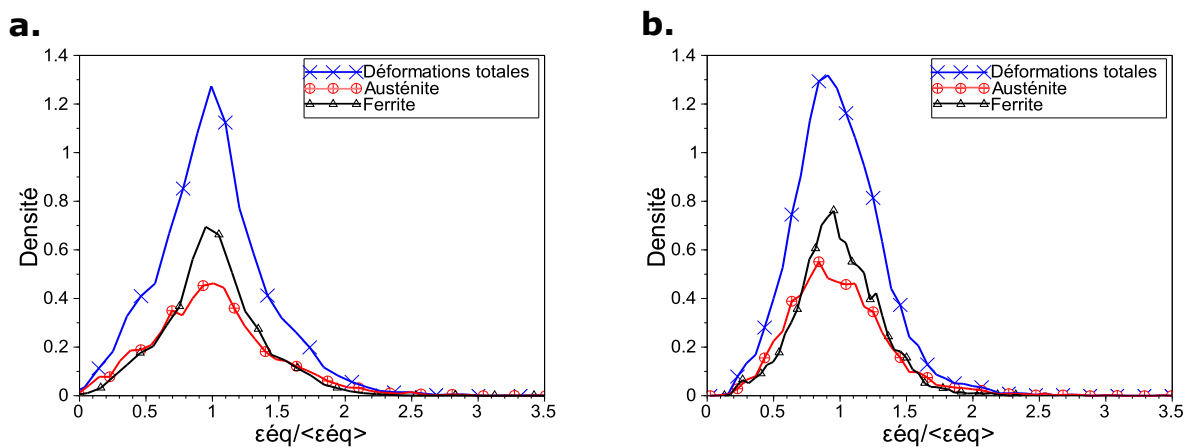 a.
1.4
1.2
1
0.8
0.6
0.4
0.2
0
Densité
Déformations totales
Austénite
Ferrite
0 0.5 1 1.5 2 2.5 3 3.5
εéq/<εéq>
b.
1.4
1.2
1
0.8
0.6
0.4
0.2
0
Densité
Déformations totales
Austénite
Ferrite
0 0.5 1 1.5 2 2.5 3 3.5
εéq/<εéq>